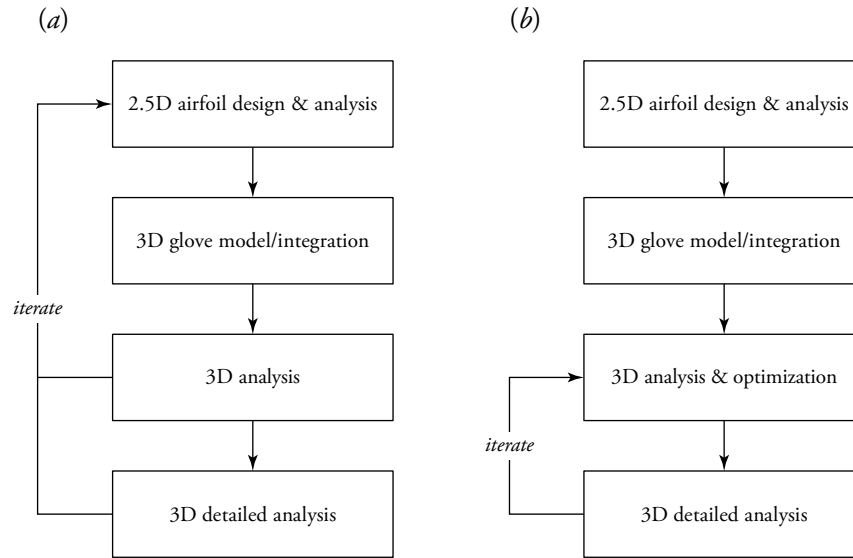 (a)
2.5D airfoil design & analysis
3D glove model/integration
iterate
3D analysis
3D detailed analysis
(b)
2.5D airfoil design & analysis
3D glove model/integration
3D analysis & optimization
iterate
3D detailed analysis